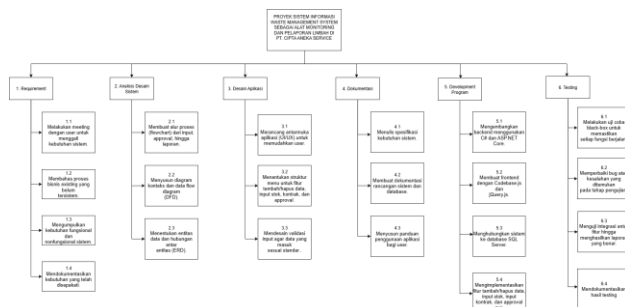 PROYEK SISTEM INFORMASI
WASTE MANAGEMENT SYSTEM
SEBAGAI ALAT MONITORING
DAN PELAPORAN LIMBAH DI
PT. CIPTA ANEKA SERVICE
1. Requirement
1.1
Melakukan meeting
dengan user untuk
menggali
kebutuhan sistem
1.2
Membahas proses
bisnis existing yang
belum
tersistem.
1.3
Mengumpulkan
kebutuhan fungsional
dan
nonfungsional sistem
1.4
Mendokumentasikan
kebutuhan yang telah
disepakati.
2. Analisis Desain
Sistem
2.1
Membuat alur proses
(flowchart) dari input,
approval, hingga
laporan.
2.2
Menyusun diagram
konteks dan data flow
diagram
(DFD).
2.3
Menentukan entitas
data dan hubungan
antar
entitas (ERD).
3. Desain Aplikasi
3.1
Merancang antarmuka
aplikasi (UI/UX) untuk
memudahkan user.
3.2
Menentukan struktur
menu untuk fitur
tambah/hapus data,
input stok, kontrak, dan
approval.
3.3
Mendesain validasi
input agar data yang
masuk
sesuai standar.
4. Dokumentasi
4.1
Menulis spesifikasi
kebutuhan sistem.
4.2
Membuat dokumentasi
rancangan sistem dan
database.
4.3
Menyusun panduan
penggunaan aplikasi
bagi user
5. Development
Program
5.1
Mengembangkan
backend menggunakan
C# dan ASP.NET
Core.
5.2
Membuat frontend
dengan Codebase.js
dan
jQuery.js
5.3
Menghubungkan sistem
ke database SQL
Server.
5.4
Mengimplementasikan
fitur tambah/hapus data,
input stok, input
kontrak, dan approval
6. Testing
6.1
Melakukan uji coba
black-box untuk
memastikan
setiap fungsi berjalan.
6.2
Memperbaiki bug atau
kesalahan yang
ditemukan
pada tahap pengujian.
6.3
Menguji integrasi antar
fitur hingga
menghasilkan laporan
yang benar.
6.4
Mendokumentasikan
hasil testing